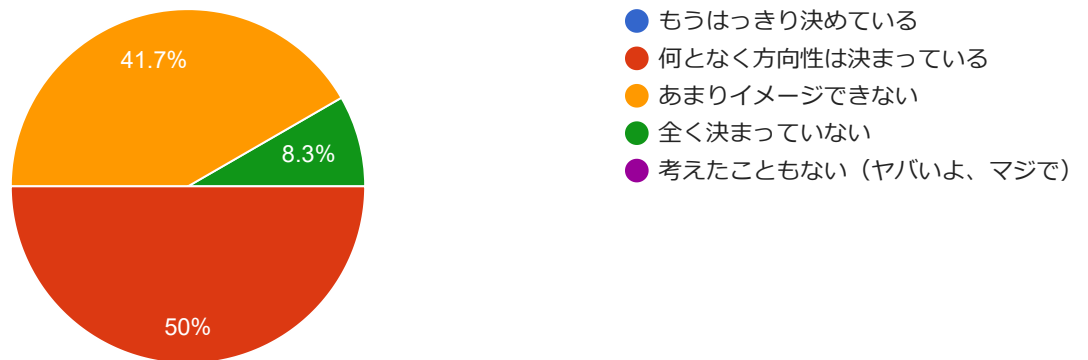 41.7%
8.3%
50%
もうはっきり決めている
何となく方向性は決まっている
あまりイメージできない
全く決まっていない
考えたこともない（ヤバいよ、マジで）